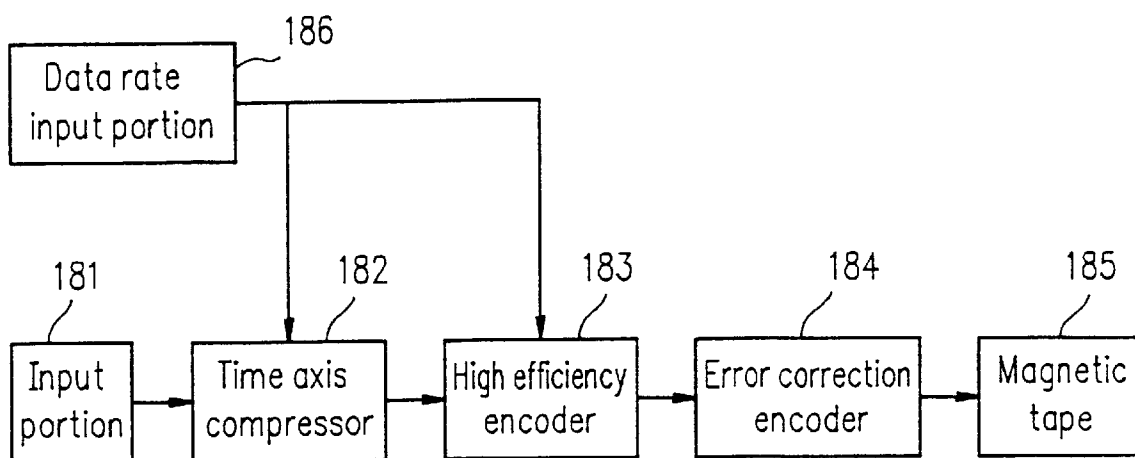 186
Data rate
input portion
181
182
183
184
185
Input
portion
Time axis
compressor
High efficiency
encoder
Error correction
encoder
Magnetic
tape